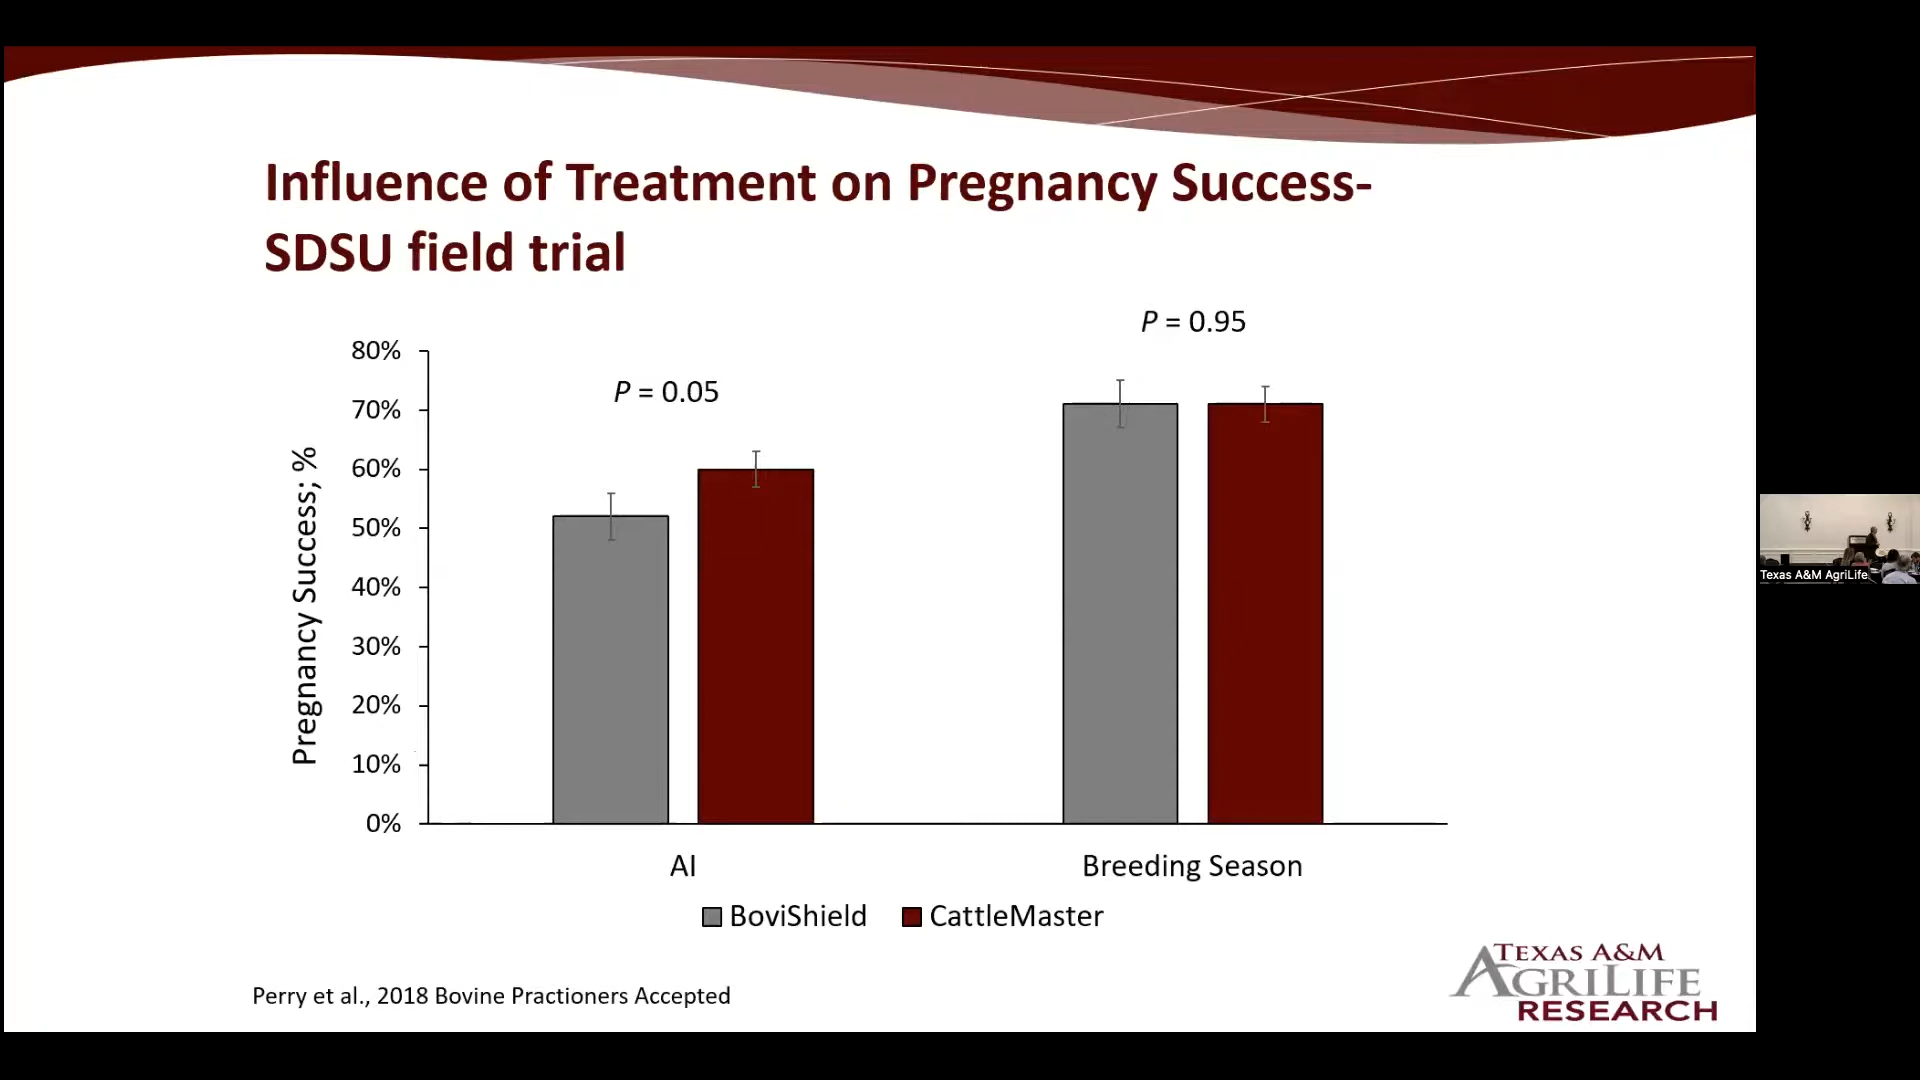 Influence of Treatment on Pregnancy Success-
SDSU field trial
P = 0.95
P = 0.05
Pregnancy Success; %
80%
70%
60%
50%
40%
30%
20%
10%
0%
AI
Breeding Season
BoviShield
CattleMaster
Perry et al., 2018 Bovine Practioners Accepted
TEXAS A&M
AGRILIFE
RESEARCH
Texas A&M AgriLife